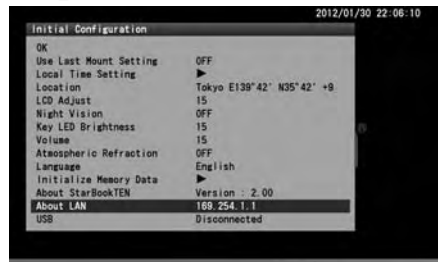 2012/01/30 22:06:10
Initial Configuration
OK
Use Last Mount Setting OFF
Local Time Setting ▶
Location Tokyo E139°42' N35°42' +9
LCD Adjust 15
Night Vision OFF
Key LED Brightness 15
Volume 15
Atmospheric Refraction OFF
Language English
Initialize Memory Data ▶
About StarBookTEN Version : 2.00
About LAN 169.254.1.1
USB Disconnected